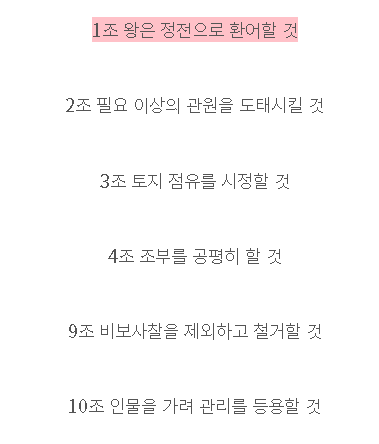 1조 왕은 정전으로 환어할 것
2조 필요 이상의 관원을 도태시킬 것
3조 토지 점유를 시정할 것
4조 조부를 공평히 할 것
9조 비보사찰을 제외하고 철거할 것
10조 인물을 가려 관리를 등용할 것